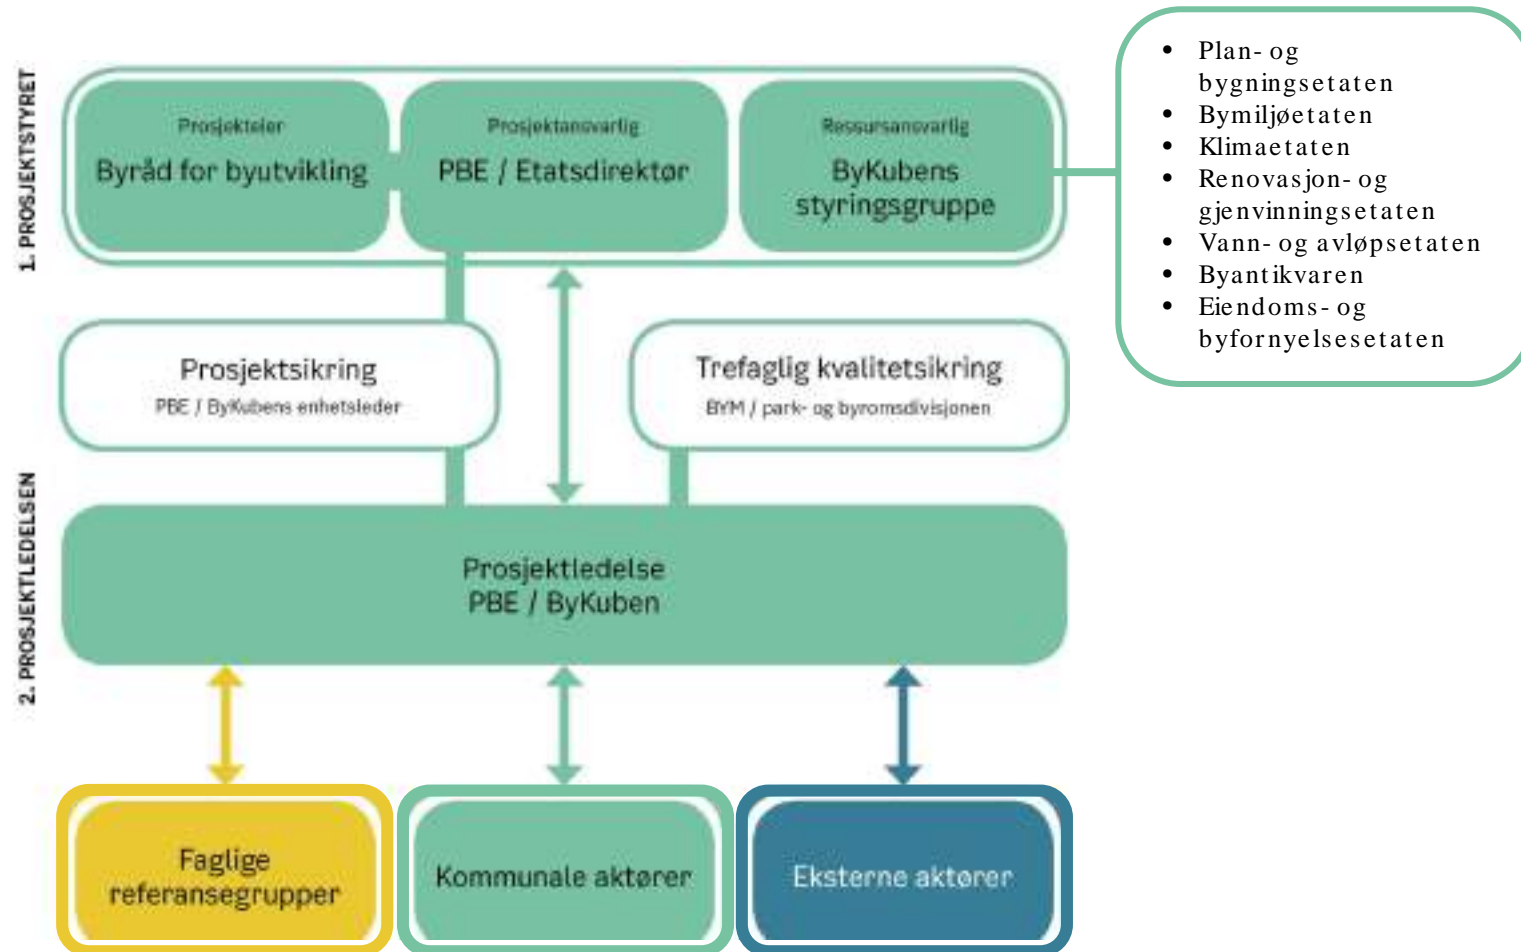 1. PROSJEKTSTYRET
Prosjekteier
Byråd for byutvikling
Prosjektansvarlig
PBE / Etatsdirektør
Ressursansvarlig
ByKubens
styringsgruppe
• Plan- og
bygningsetaten
• Bymiljøetaten
• Klimaetaten
• Renovasjon- og
gjenvinningsetaten
• Vann- og avløpsetaten
• Byantikvaren
• Eiendoms- og
byfornyelsesetaten
Prosjektsikring
PBE / ByKubens enhetsleder
Trefaglig kvalitetsikring
BYM / park- og byromsdivisjonen
2. PROSJEKTLEDELSEN
Prosjektledelse
PBE / ByKuben
Faglige
referansegrupper
Kommunale aktører
Eksterne aktører